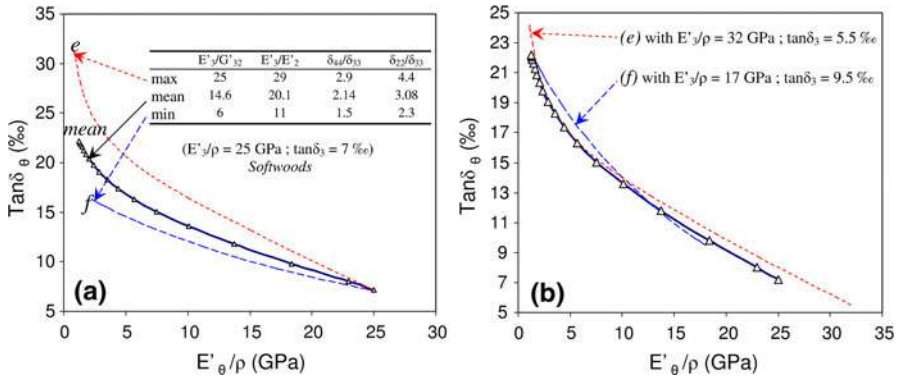 (a)
Tanδ θ (‰)
35
30
25
20
15
10
5
0 5 10 15 20 25 30
E'θ/ρ (GPa)
e
mean
f
E'3/G'32 E'3/E'2 δ44/δ33 δ22/δ33
max 25 29 2.9 4.4
mean 14.6 20.1 2.14 3.08
min 6 11 1.5 2.3
(E'3/ρ = 25 GPa ; tanδ3 = 7 ‰)
Softwoods
(b)
Tanδ θ (‰)
25
23
21
19
17
15
13
11
9
7
5
0 5 10 15 20 25 30 35
E'θ/ρ (GPa)
(e) with E'3/ρ = 32 GPa ; tanδ3 = 5.5 ‰
(f) with E'3/ρ = 17 GPa ; tanδ3 = 9.5 ‰